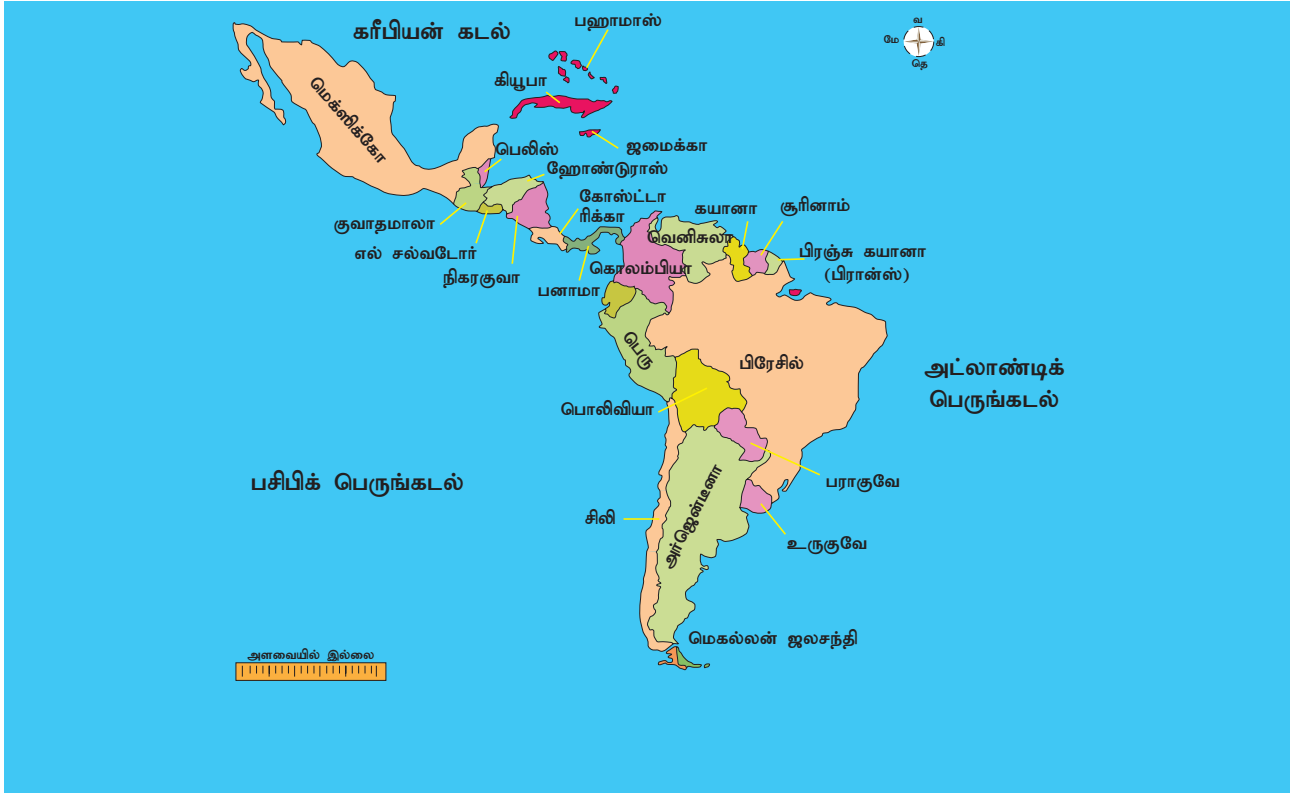 பஹாமாஸ்
கரீபியன் கடல்
வ
மே
கி
தெ
கியூபா
மெக்ஸிக்கோ
ஜமைக்கா
பெலிஸ்
ஹோண்டுராஸ்
கோஸ்ட்டா
ரிக்கா
கயானா
சூரினாம்
குவாதமாலா
எல் சல்வடோர்
நிகரகுவா
வெனிசுலா
பிரஞ்சு கயானா
(பிரான்ஸ்)
கொலம்பியா
பனாமா
பெரு
பிரேசில்
அட்லாண்டிக்
பெருங்கடல்
பொலிவியா
பசிபிக் பெருங்கடல்
பராகுவே
சிலி
அர்ஜென்டீனா
உருகுவே
மெகல்லன் ஜலசந்தி
அளவையில் இல்லை